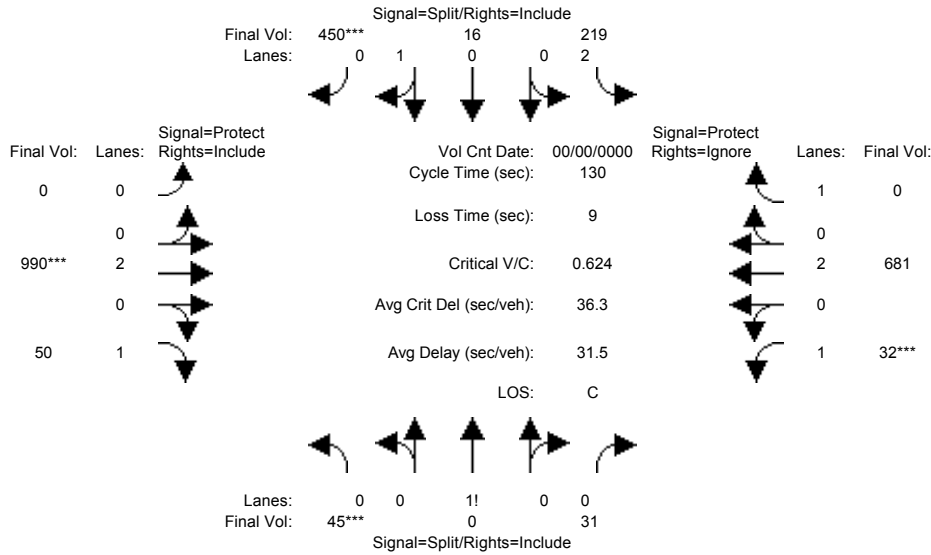 Signal=Split/Rights=Include
Final Vol: 450*** 16 219
Lanes: 0 1 0 0 2
Signal=Protect Signal=Protect
Final Vol: Lanes: Rights=Include Vol Cnt Date: 00/00/0000 Rights=Ignore Lanes: Final Vol:
Cycle Time (sec): 130
0 0 1 0
Loss Time (sec): 9
0 0
990*** 2 Critical V/C: 0.624 2 681
0 Avg Crit Del (sec/veh): 36.3 0
50 1 Avg Delay (sec/veh): 31.5 1 32***
LOS: C
Lanes: 0 0 1! 0 0
Final Vol: 45*** 0 31
Signal=Split/Rights=Include